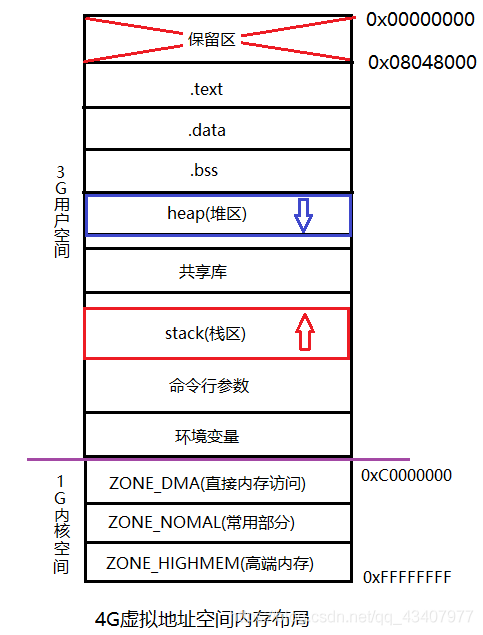 0x00000000
保留区
0x08048000
.text
.data
.bss
3G用户空间
heap(堆区)
共享库
stack(栈区)
命令行参数
环境变量
0xC0000000
1G内核空间
ZONE_DMA(直接内存访问)
ZONE_NOMAL(常用部分)
ZONE_HIGHMEM(高端内存)
0xFFFFFFFF
4G虚拟地址空间内存布局
csdn.net/qq_43407977